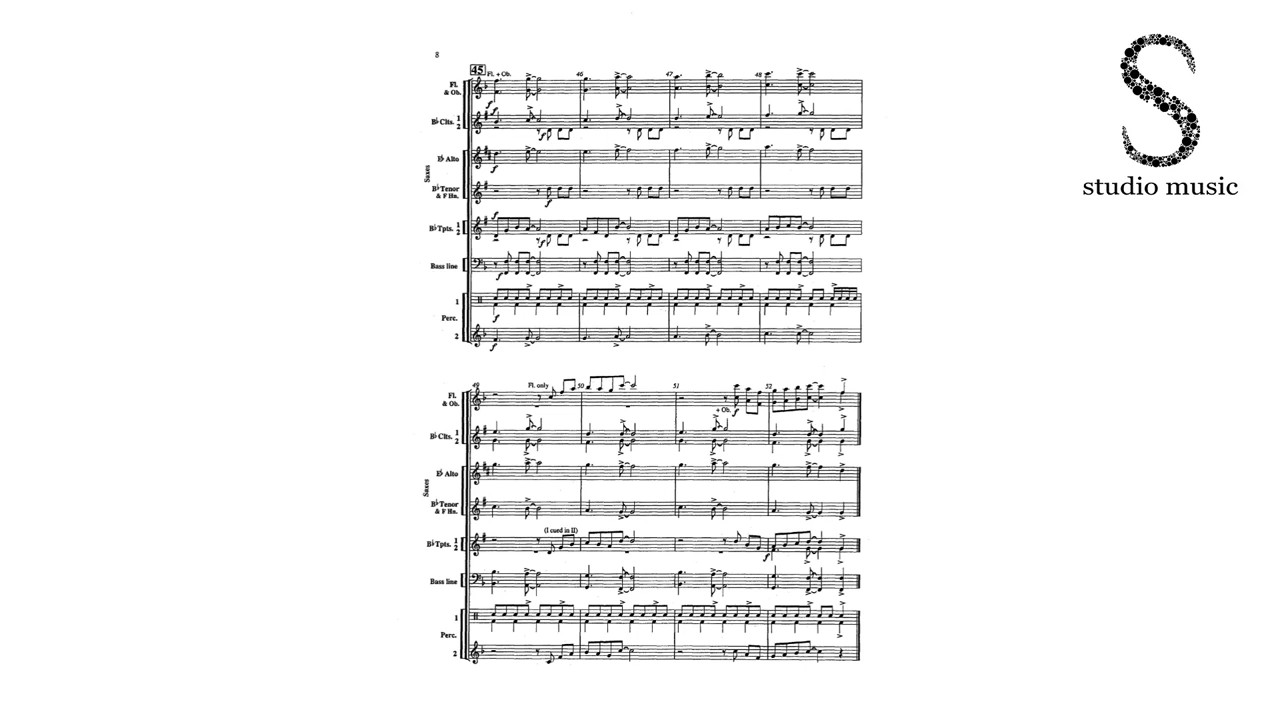 8
45 Fl. + Ob. 46 47 48
Fl. & Ob.
f
B♭ Clts. 1 2
f
f
Saxes
E♭ Alto
f
B♭ Tenor & F Hn.
f
B♭ Tpts. 1 2
f
f
Bass line
f
1
Perc.
f
2
f
49 Fl. only 50 51 52
Fl. & Ob.
+ Ob. f
B♭ Clts. 1 2
Saxes
E♭ Alto
B♭ Tenor & F Hn.
(I cued in II)
B♭ Tpts. 1 2
f
Bass line
1
Perc.
2
S
studio music